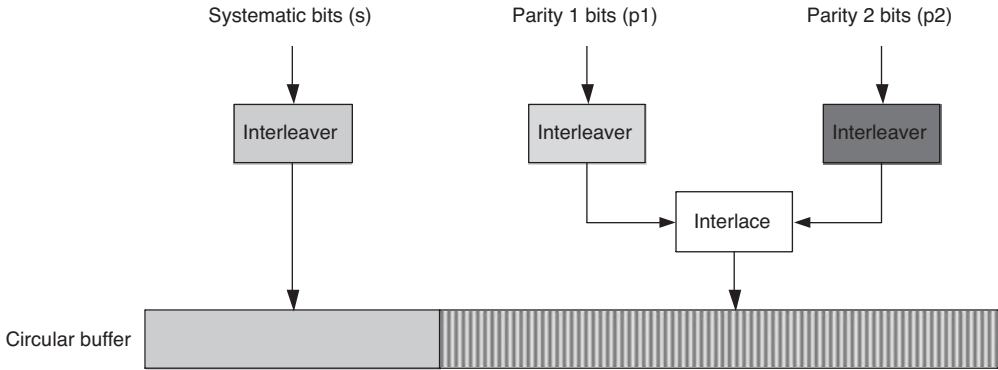 Systematic bits (s)
Parity 1 bits (p1)
Parity 2 bits (p2)
Interleaver
Interleaver
Interleaver
Interlace
Circular buffer